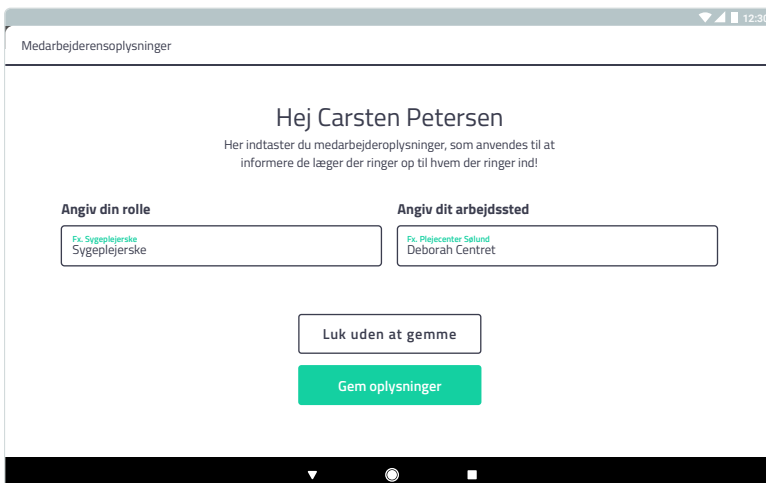 12:30
Medarbejderensoplysninger
Hej Carsten Petersen
Her indtaster du medarbejderoplysninger, som anvendes til at
informere de læger der ringer op til hvem der ringer ind!
Angiv din rolle
Fx. Sygeplejerske
Sygeplejerske
Angiv dit arbejdssted
Fx. Plejecenter Sølund
Deborah Centret
Luk uden at gemme
Gem oplysninger